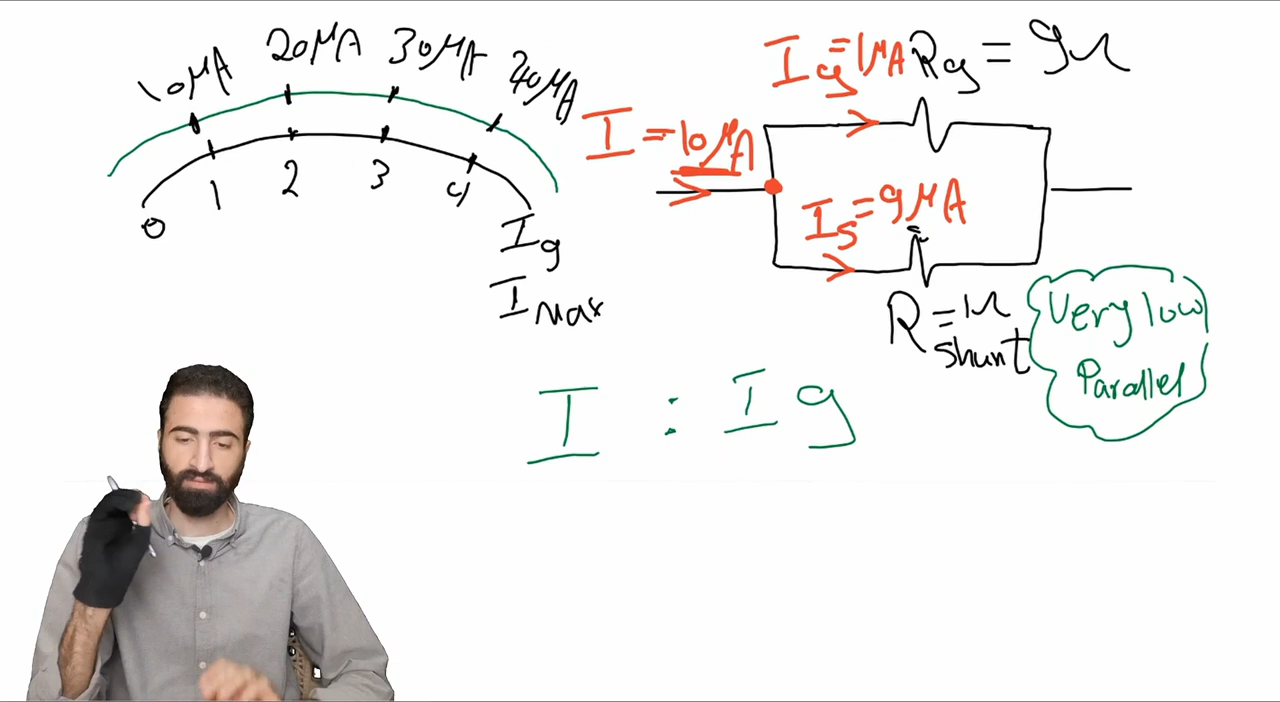 10μA 20μA 30μA 40μA
0 1 2 3 4 Ig
I Max
Ig=1μA Rg = 9Ω
I =10μA
Is=9μA
R =1Ω
shunt
Very low
Parallel
I : Ig